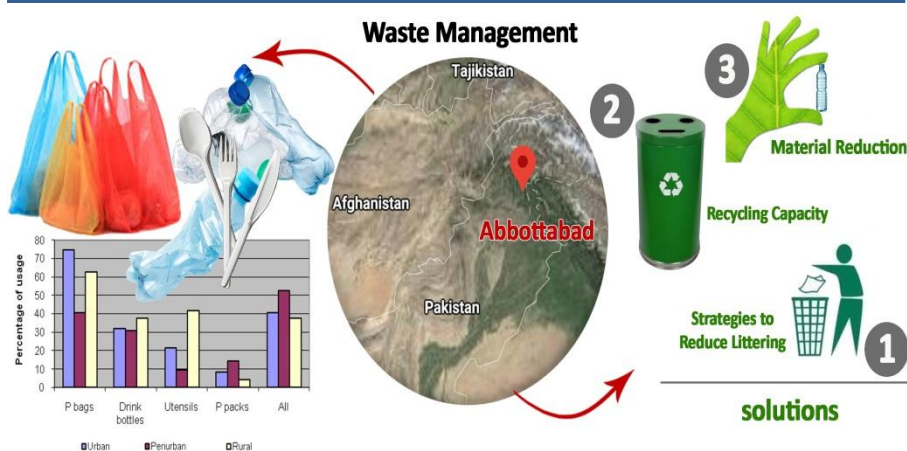 Waste Management
Tajikistan
Afghanistan
Abbottabad
Pakistan
80
70
60
50
40
30
20
10
0
Percentage of usage
P bags
Drink
bottles
Utensils
P packs
All
Urban
Periurban
Rural
3
Material Reduction
2
Recycling Capacity
Strategies to
Reduce Littering
1
solutions